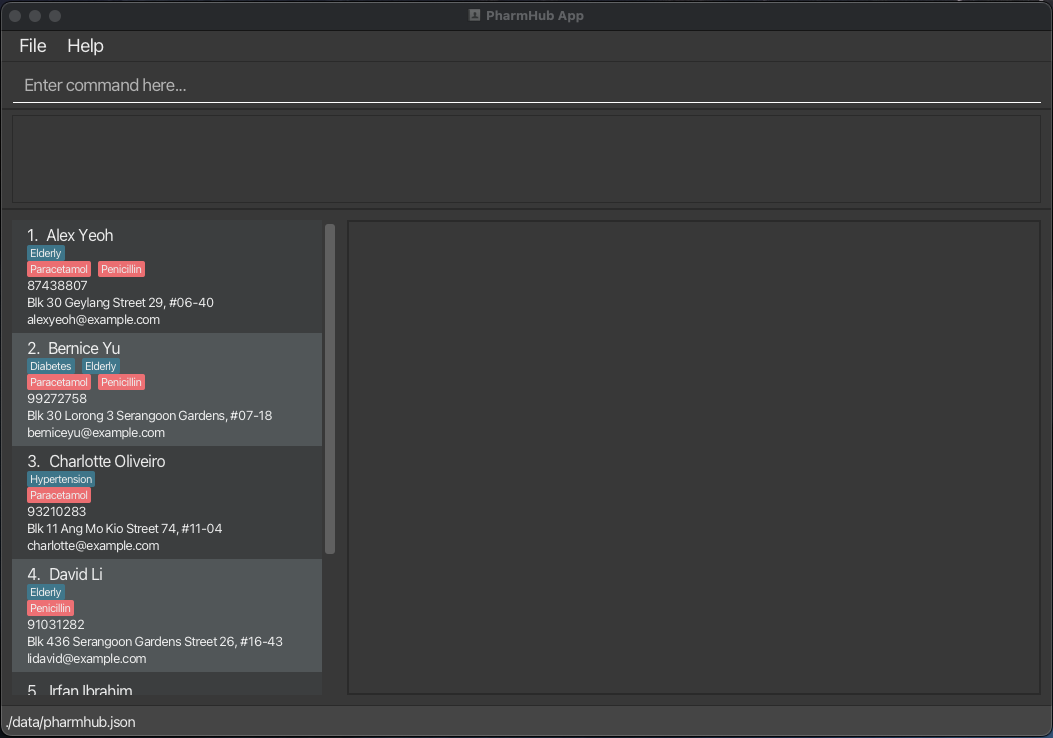 PharmHub App
File Help
Enter command here...
1. Alex Yeoh
Elderly
Paracetamol Penicillin
87438807
Blk 30 Geylang Street 29, #06-40
alexyeoh@example.com
2. Bernice Yu
Diabetes Elderly
Paracetamol Penicillin
99272758
Blk 30 Lorong 3 Serangoon Gardens, #07-18
berniceyu@example.com
3. Charlotte Oliveiro
Hypertension
Paracetamol
93210283
Blk 11 Ang Mo Kio Street 74, #11-04
charlotte@example.com
4. David Li
Elderly
Penicillin
91031282
Blk 436 Serangoon Gardens Street 26, #16-43
lidavid@example.com
5. Irfan Ibrahim
./data/pharmhub.json